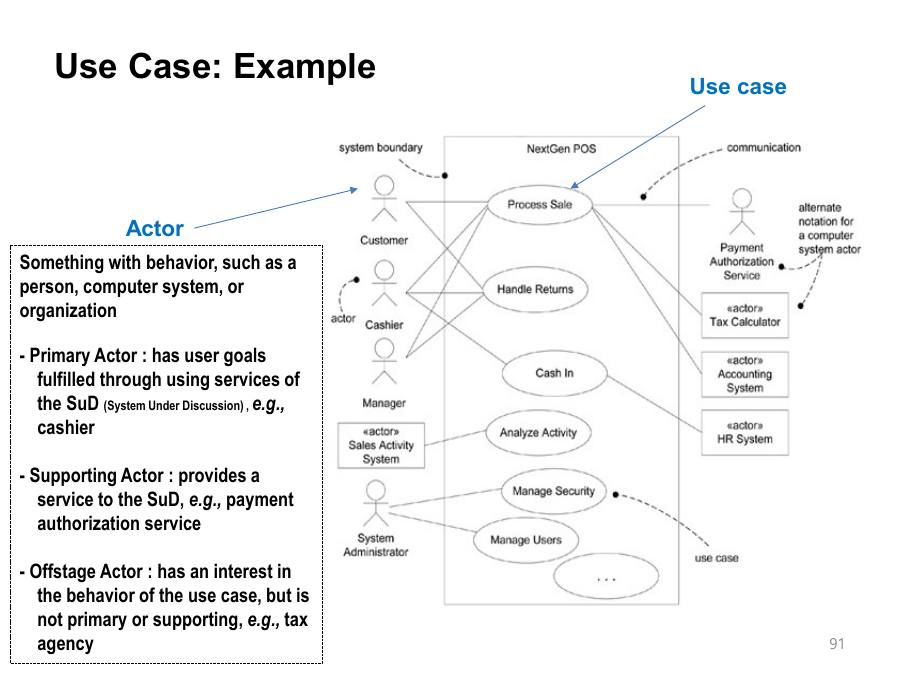 Use Case: Example
Use case
Actor
Something with behavior, such as a
person, computer system, or
organization
- Primary Actor : has user goals
fulfilled through using services of
the SuD (System Under Discussion) , e.g.,
cashier
- Supporting Actor : provides a
service to the SuD, e.g., payment
authorization service
- Offstage Actor : has an interest in
the behavior of the use case, but is
not primary or supporting, e.g., tax
agency
system boundary
NextGen POS
communication
Process Sale
Customer
alternate
notation for
a computer
system actor
Payment
Authorization
Service
Handle Returns
actor
Cashier
«actor»
Tax Calculator
Cash In
«actor»
Accounting
System
Manager
«actor»
Sales Activity
System
Analyze Activity
«actor»
HR System
Manage Security
System
Administrator
Manage Users
use case
. . .
91